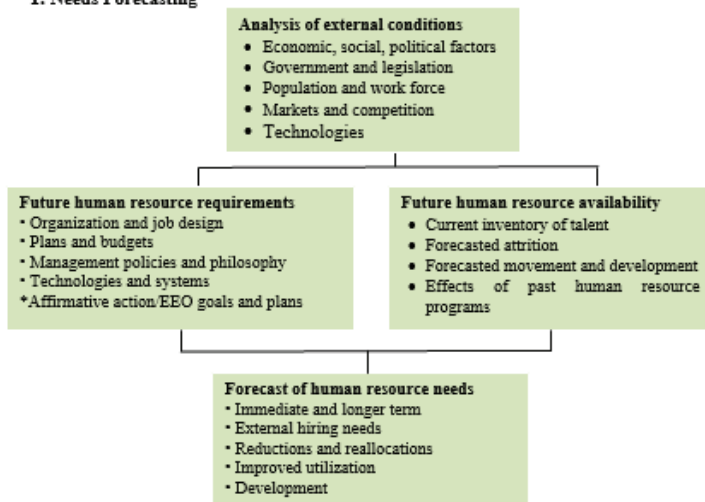 1. Needs Forecasting
Analysis of external conditions
• Economic, social, political factors
• Government and legislation
• Population and work force
• Markets and competition
• Technologies
Future human resource requirements
• Organization and job design
• Plans and budgets
• Management policies and philosophy
• Technologies and systems
*Affirmative action/EEO goals and plans
Future human resource availability
• Current inventory of talent
• Forecasted attrition
• Forecasted movement and development
• Effects of past human resource
programs
Forecast of human resource needs
• Immediate and longer term
• External hiring needs
• Reductions and reallocations
• Improved utilization
• Development